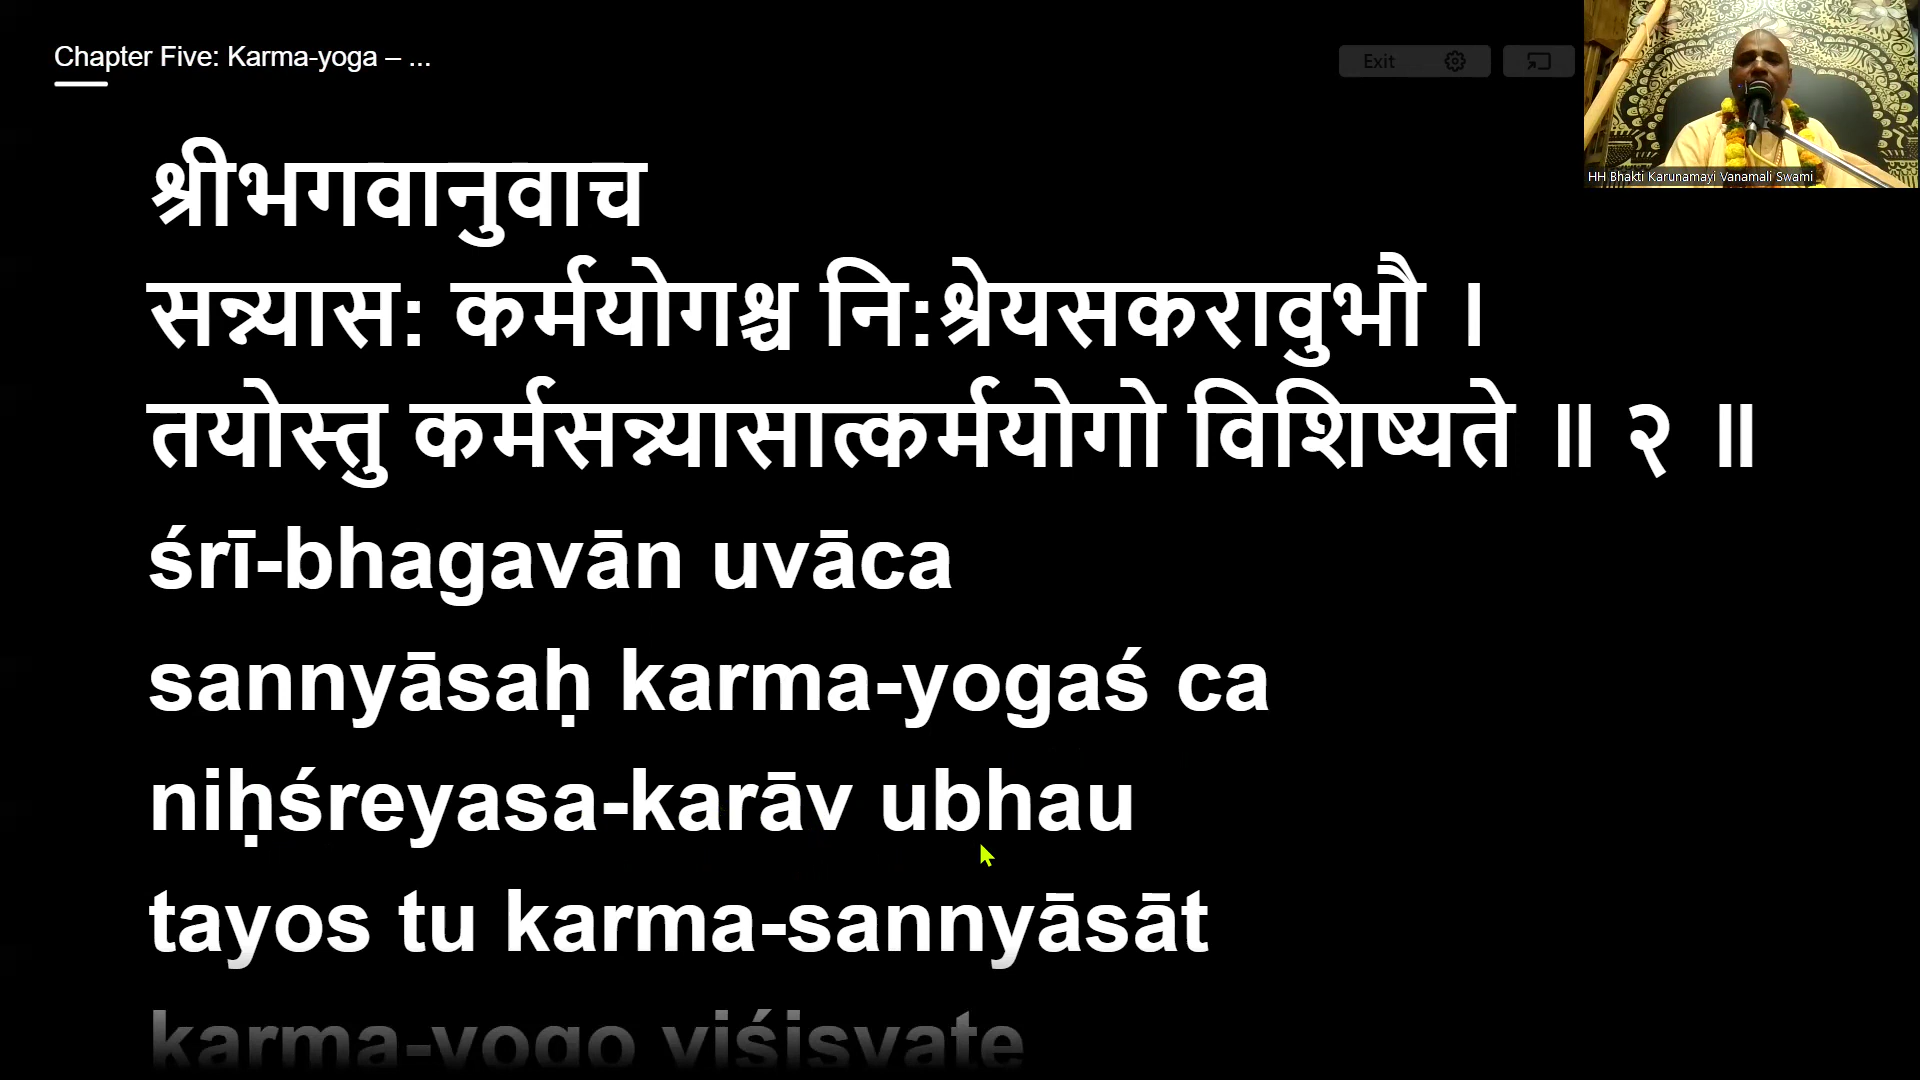 Chapter Five: Karma-yoga – ...
Exit
HH Bhakti Karunamayi Vanamali Swami
श्रीभगवानुवाच
सन्न्यास: कर्मयोगश्च नि:श्रेयसकरावुभौ ।
तयोस्तु कर्मसन्न्यासात्कर्मयोगो विशिष्यते ॥ २ ॥
śrī-bhagavān uvāca
sannyāsaḥ karma-yogaś ca
niḥśreyasa-karāv ubhau
tayos tu karma-sannyāsāt
karma-yogo viśiṣyate